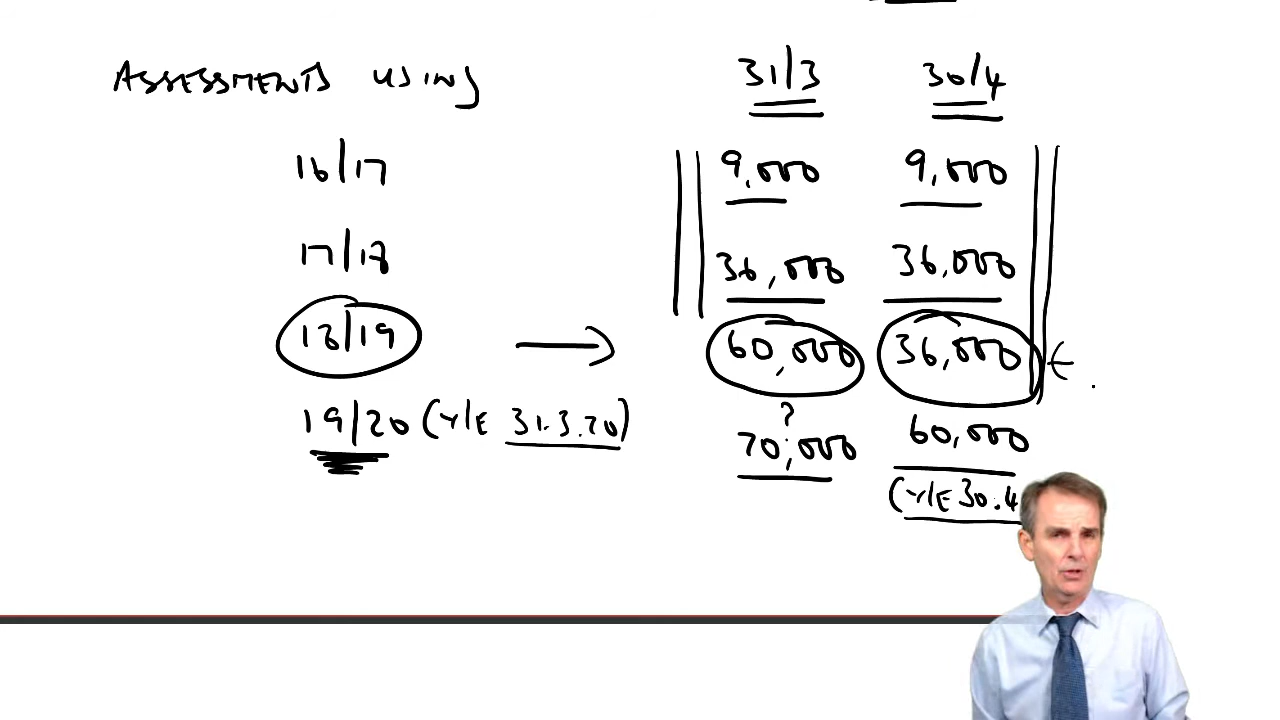 ASSESSMENTS USING 31/3 30/4
16/17 9,000 9,000
17/18 36,000 36,000
18/19 → 60,000 36,000 ←
19/20 (Y/E 31.3.20) ? 70,000 60,000
(Y/E 30.4